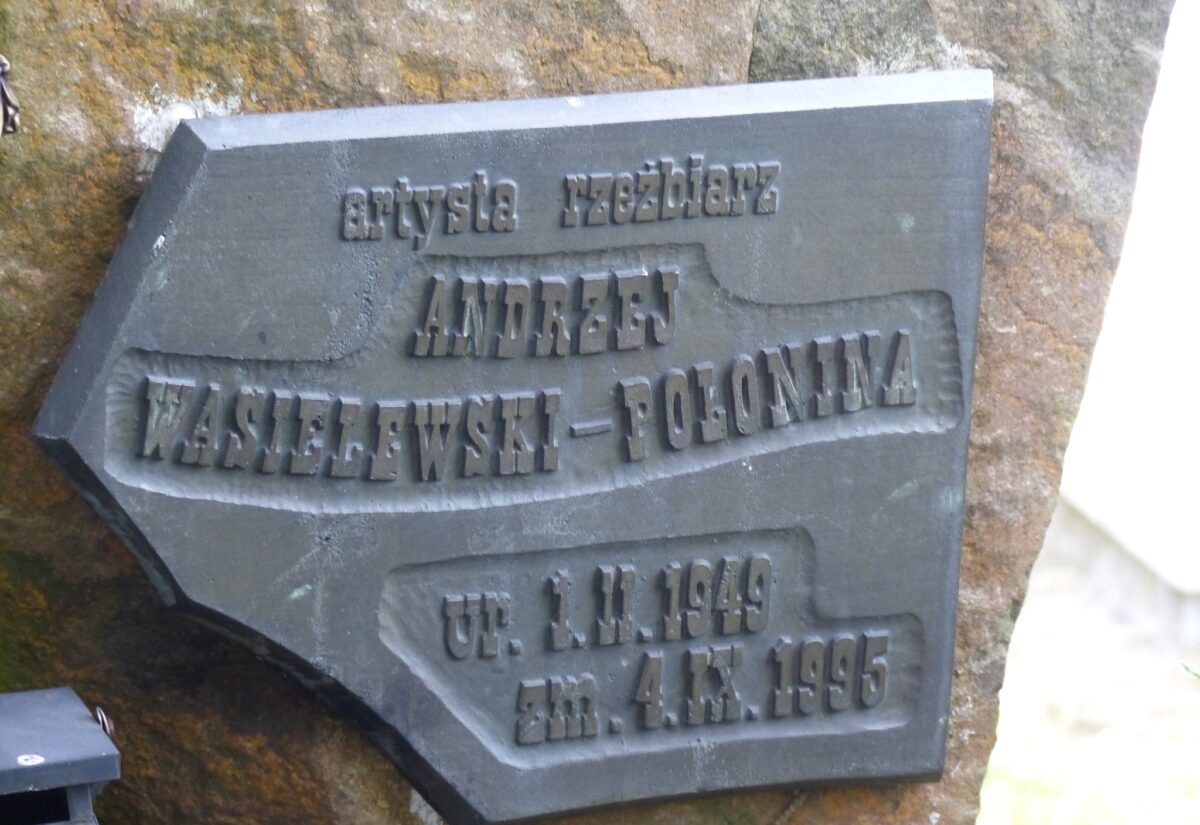 artysta rzeźbiarz
ANDRZEJ
WASIELEWSKI-POŁONINA
ur. 1. II. 1949
zm. 4. IX. 1995